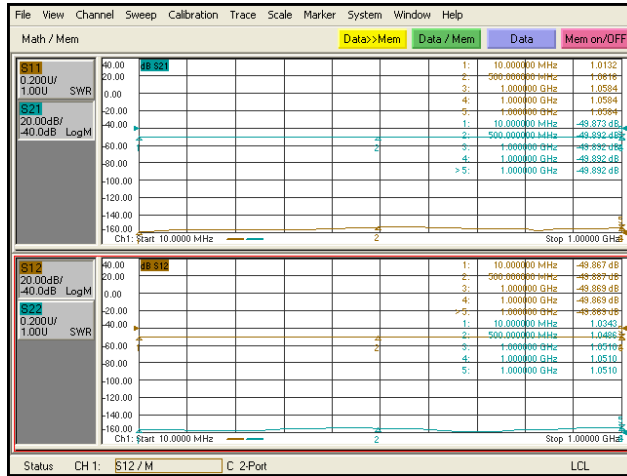 File View Channel Sweep Calibration Trace Scale Marker System Window Help
Math / Mem Data>>Mem Data / Mem Data Mem on/OFF
S11
0.200U/
1.00U SWR
S21
20.00dB/
-40.0dB LogM
40.00 dB S21
20.00
0.00
-20.00
-40.00
-60.00
-80.00
-100.00
-120.00
-140.00
-160.00
1: 10.000000 MHz 1.0132
2: 500.000000 MHz
3: 1.000000 GHz 1.0584
4: 1.000000 GHz 1.0584
5: 1.000000 GHz 1.0584
1: 10.000000 MHz -49.873 dB
2: 500.000000 MHz -49.892 dB
3: 1.000000 GHz -49.892 dB
4: 1.000000 GHz -49.892 dB
>5: 1.000000 GHz -49.892 dB
1
2
2
Ch1: Start 10.0000 MHz Stop 1.00000 GHz
S12
20.00dB/
-40.0dB LogM
S22
0.200U/
1.00U SWR
40.00 dB S12
20.00
0.00
-20.00
-40.00
-60.00
-80.00
-100.00
-120.00
-140.00
-160.00
1: 10.000000 MHz -49.867 dB
2: 500.000000 MHz -49.887 dB
3: 1.000000 GHz -49.869 dB
4: 1.000000 GHz -49.869 dB
>5: 1.000000 GHz -49.869 dB
1: 10.000000 MHz 1.0343
2: 500.000000 MHz 1.0486
3: 1.000000 GHz 1.0510
4: 1.000000 GHz 1.0510
5: 1.000000 GHz 1.0510
1
2
2
Ch1: Start 10.0000 MHz Stop 1.00000 GHz
Status CH 1: S12 / M C 2-Port LCL